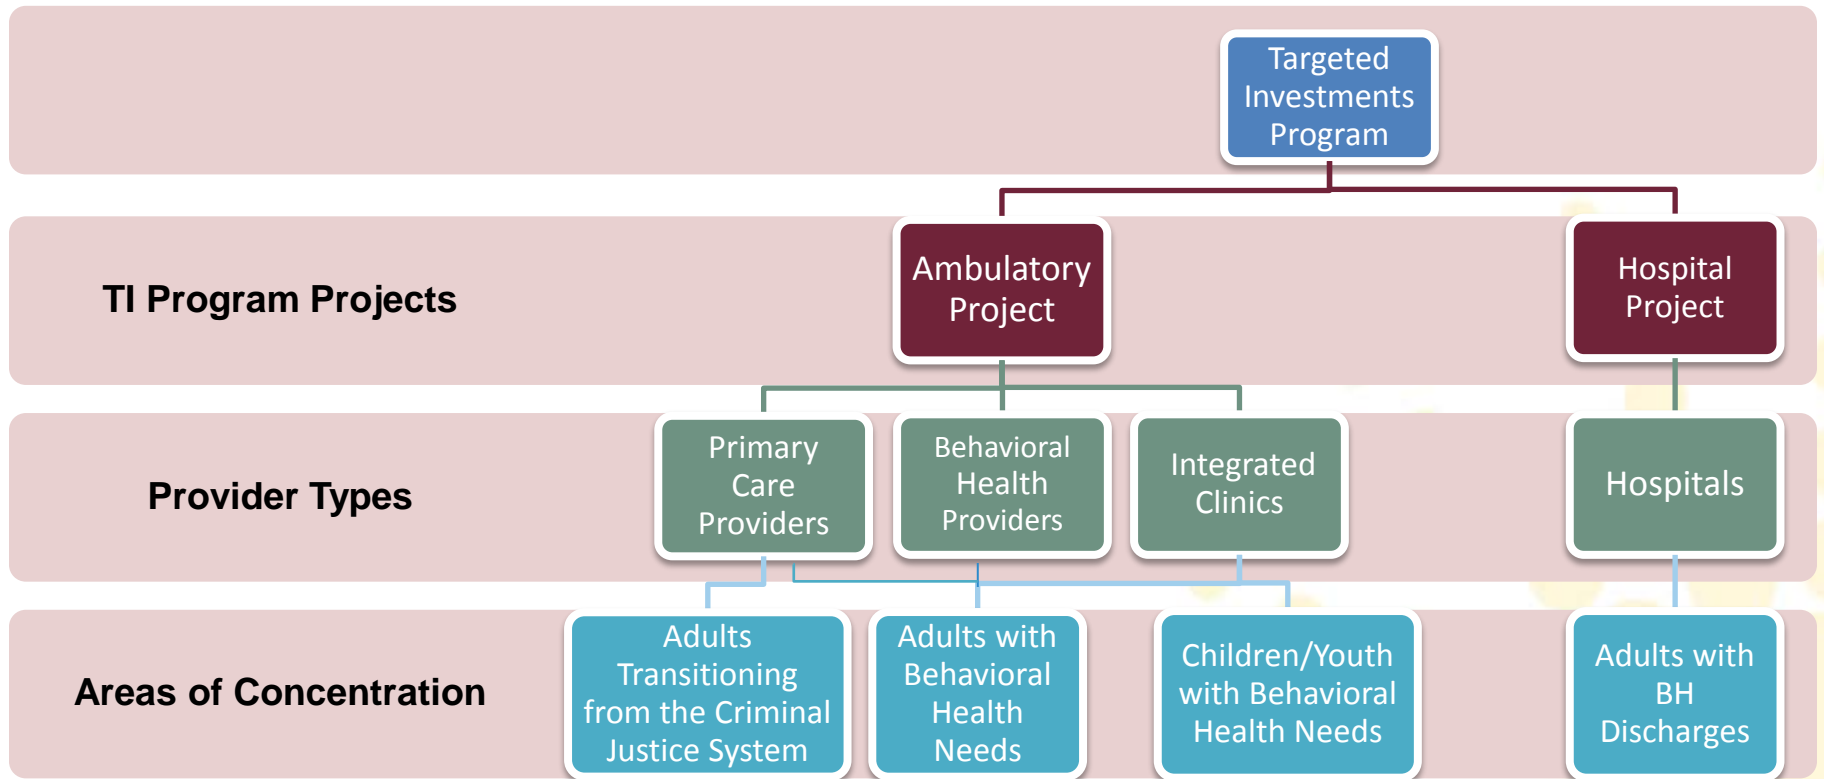 Targeted
Investments
Program
TI Program Projects
Ambulatory
Project
Hospital
Project
Provider Types
Primary
Care
Providers
Behavioral
Health
Providers
Integrated
Clinics
Hospitals
Areas of Concentration
Adults
Transitioning
from the Criminal
Justice System
Adults with
Behavioral
Health
Needs
Children/Youth
with Behavioral
Health Needs
Adults with
BH
Discharges